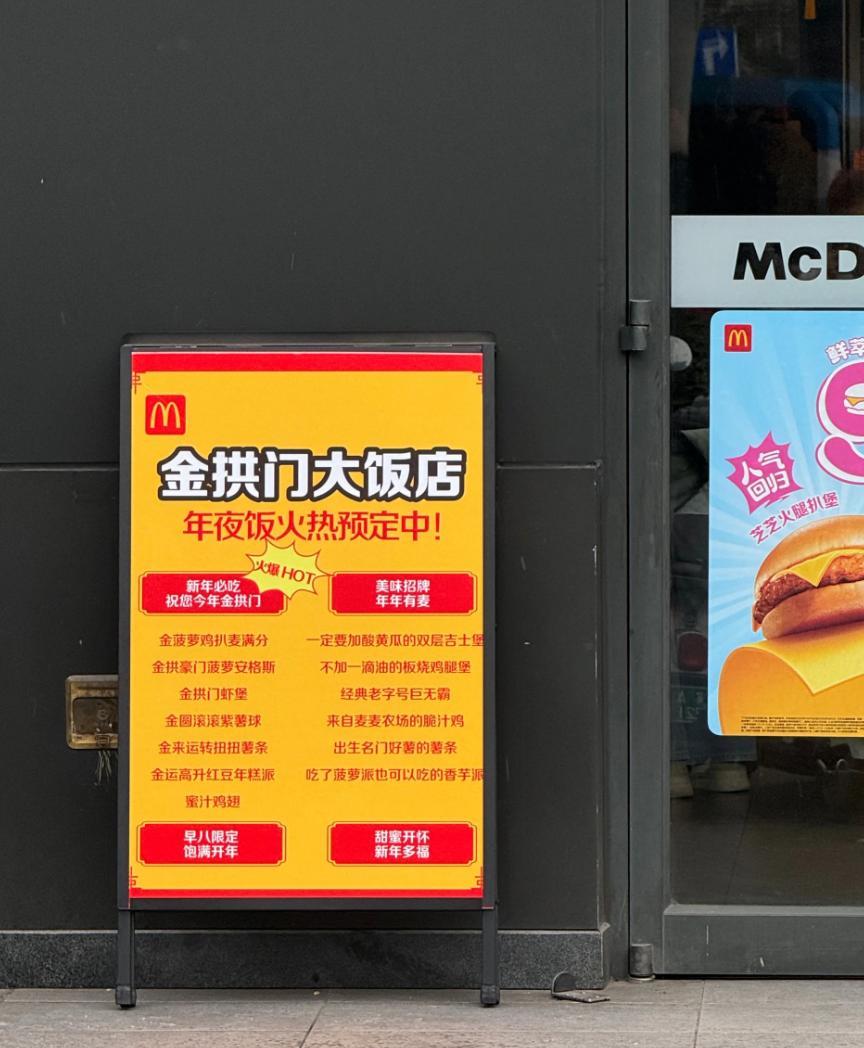 金拱门大饭店
年夜饭火热预定中!
火爆 HOT
新年必吃
祝您今年金拱门
金菠萝鸡扒麦满分
金拱豪门菠萝安格斯
金拱门虾堡
金圆滚滚紫薯球
金来运转扭扭薯条
金运高升红豆年糕派
蜜汁鸡翅
美味招牌
年年有麦
一定要加酸黄瓜的双层吉士堡
不加一滴油的板烧鸡腿堡
经典老字号巨无霸
来自麦麦农场的脆汁鸡
出生名门好薯的薯条
吃了菠萝派也可以吃的香芋派
早八限定
饱满开年
甜蜜开怀
新年多福
McD
鲜萃
人气
回归
芝芝火腿扒堡